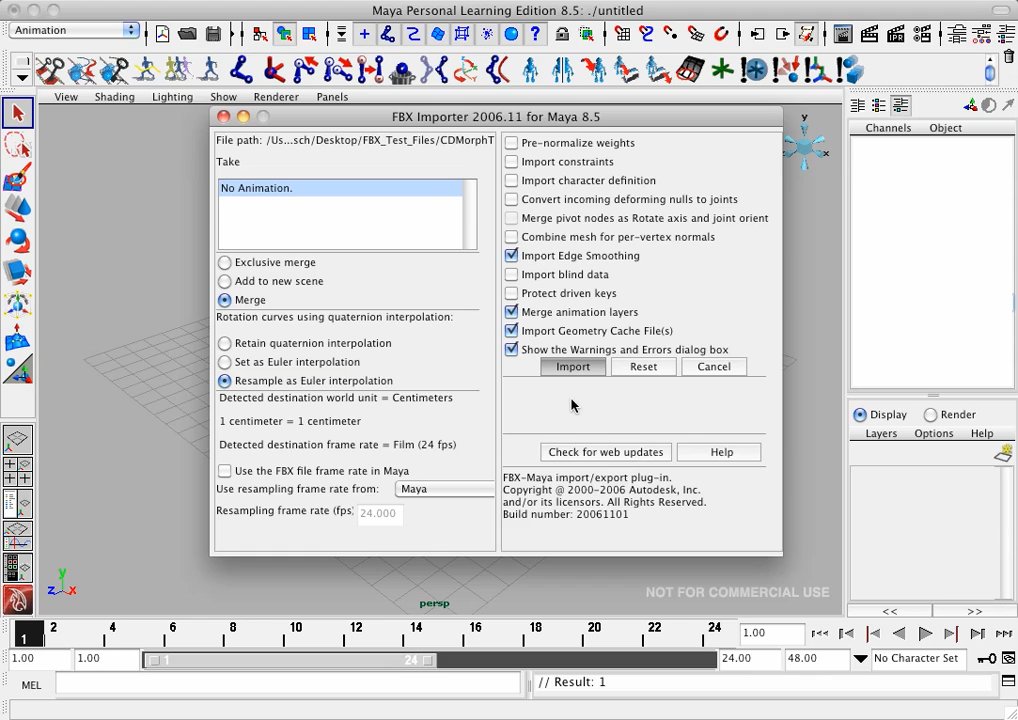 Maya Personal Learning Edition 8.5: ./untitled
Animation
View Shading Lighting Show Renderer Panels
Channels Object
FBX Importer 2006.11 for Maya 8.5
File path: /Us...sch/Desktop/FBX_Test_Files/CDMorphT
Take
No Animation.
Exclusive merge
Add to new scene
Merge
Rotation curves using quaternion interpolation:
Retain quaternion interpolation
Set as Euler interpolation
Resample as Euler interpolation
Detected destination world unit = Centimeters
1 centimeter = 1 centimeter
Detected destination frame rate = Film (24 fps)
Use the FBX file frame rate in Maya
Use resampling frame rate from: Maya
Resampling frame rate (fps) 24.000
Pre-normalize weights
Import constraints
Import character definition
Convert incoming deforming nulls to joints
Merge pivot nodes as Rotate axis and joint orient
Combine mesh for per-vertex normals
Import Edge Smoothing
Import blind data
Protect driven keys
Merge animation layers
Import Geometry Cache File(s)
Show the Warnings and Errors dialog box
Import Reset Cancel
Check for web updates Help
FBX-Maya import/export plug-in.
Copyright @ 2000-2006 Autodesk, Inc.
and/or its licensors. All Rights Reserved.
Build number: 20061101
y
Display Render
Layers Options Help
<< >>
y
z x
persp
NOT FOR COMMERCIAL USE
1 2 4 6 8 10 12 14 16 18 20 22 24 1.00
1.00 1.00 1 24 24.00 48.00 No Character Set
MEL // Result: 1